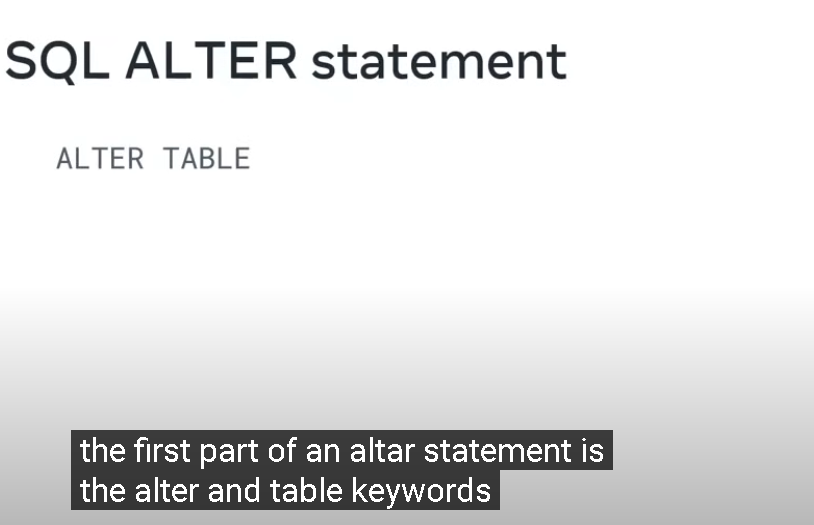 SQL ALTER statement
ALTER TABLE
the first part of an altar statement is
the alter and table keywords